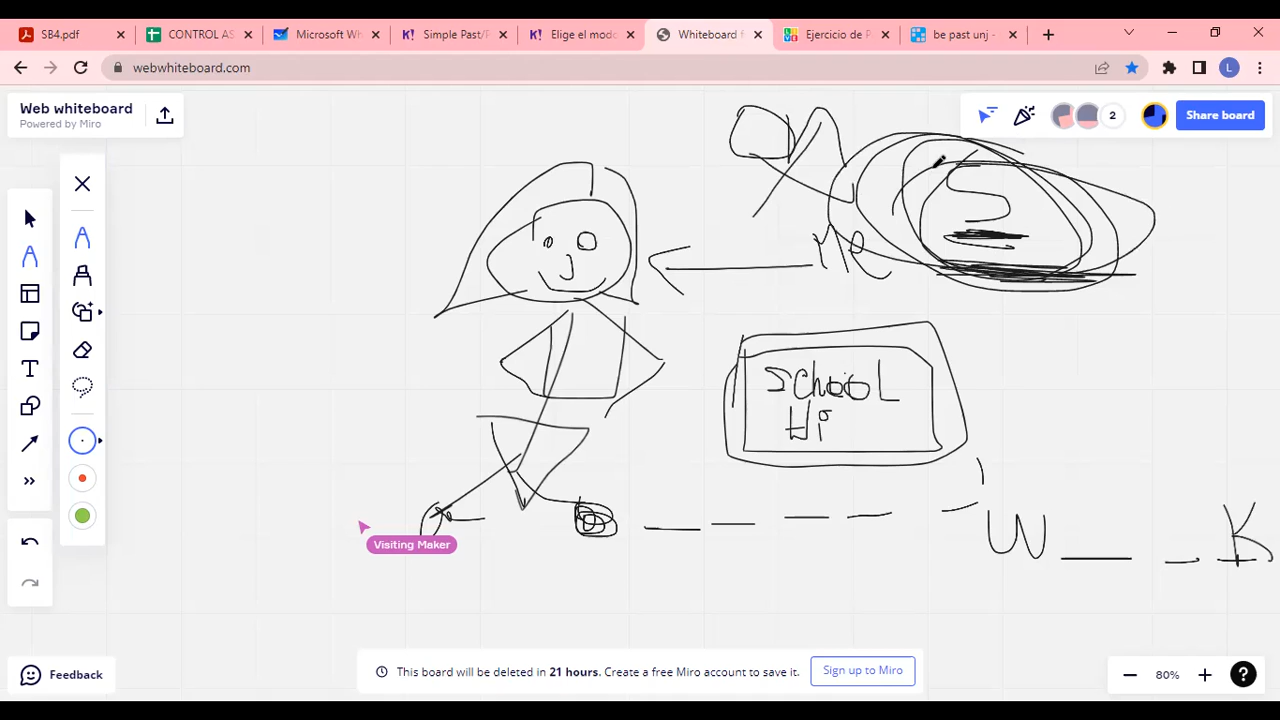 SB4.pdf
CONTROL AS
Microsoft Wh
K! Simple Past/P
K! Elige el modo
Whiteboard f
Ejercicio de P
be past unj -
webwhiteboard.com
L
Web whiteboard
Powered by Miro
2
Share board
Me
SchooL
Hi
W _ _ K
Visiting Maker
This board will be deleted in 21 hours. Create a free Miro account to save it.
Sign up to Miro
Feedback
80%